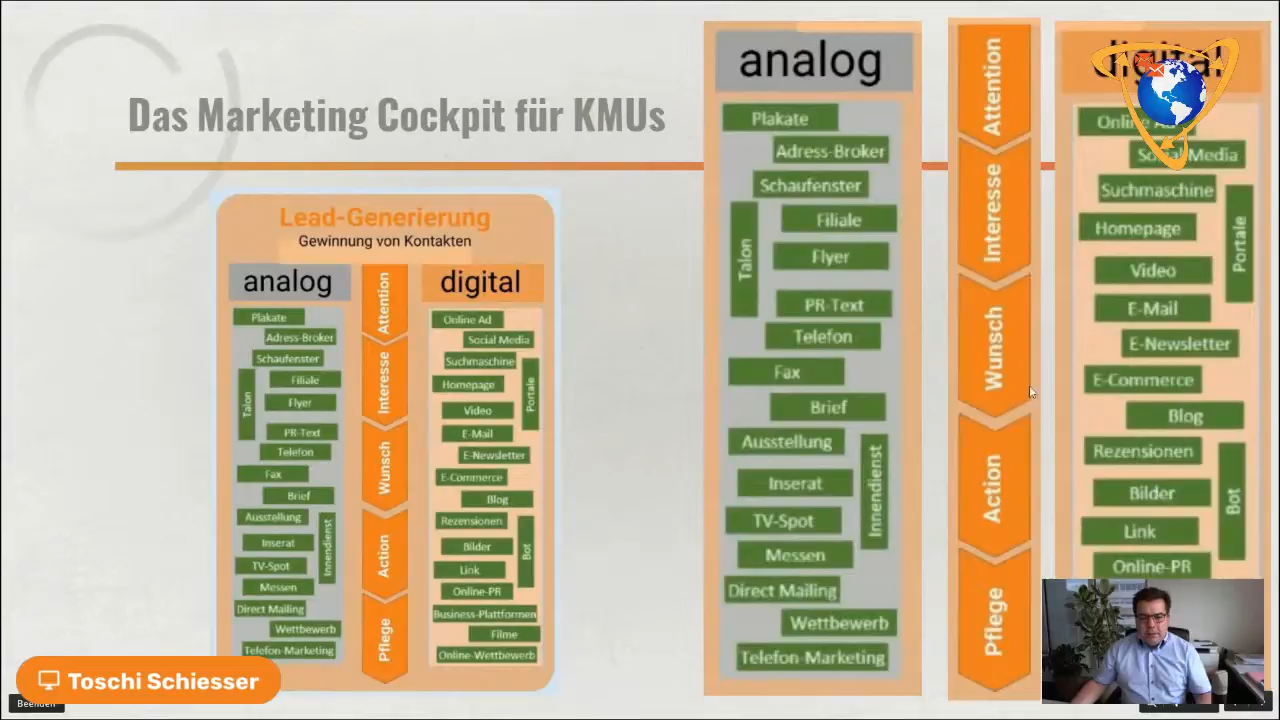 Das Marketing Cockpit für KMUs
Lead-Generierung
Gewinnung von Kontakten
analog
Plakate
Adress-Broker
Schaufenster
Filiale
Talon
Flyer
PR-Text
Telefon
Fax
Brief
Ausstellung
Inserat
Innendienst
TV-Spot
Messen
Direct Mailing
Wettbewerb
Telefon-Marketing
Attention
Interesse
Wunsch
Action
Pflege
digital
Online Ad
Social Media
Suchmaschine
Homepage
Portale
Video
E-Mail
E-Newsletter
E-Commerce
Blog
Rezensionen
Bilder
Bot
Link
Online-PR
Business-Plattformen
Filme
Online-Wettbewerb
analog
Plakate
Adress-Broker
Schaufenster
Filiale
Talon
Flyer
PR-Text
Telefon
Fax
Brief
Ausstellung
Inserat
Innendienst
TV-Spot
Messen
Direct Mailing
Wettbewerb
Telefon-Marketing
Attention
Interesse
Wunsch
Action
Pflege
digital
Online Ad
Social Media
Suchmaschine
Homepage
Portale
Video
E-Mail
E-Newsletter
E-Commerce
Blog
Rezensionen
Bilder
Bot
Link
Online-PR
Toschi Schiesser
Beenden